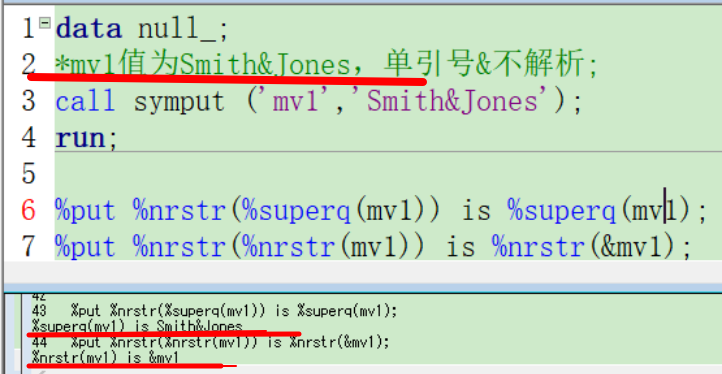 1 data null_;
2 *mv1值为Smith&Jones，单引号&不解析;
3 call symput ('mv1','Smith&Jones');
4 run;
5
6 %put %nrstr(%superq(mv1)) is %superq(mv1);
7 %put %nrstr(%nrstr(mv1)) is %nrstr(&mv1);
42
43 %put %nrstr(%superq(mv1)) is %superq(mv1);
%superq(mv1) is Smith&Jones
44 %put %nrstr(%nrstr(mv1)) is %nrstr(&mv1);
%nrstr(mv1) is &mv1